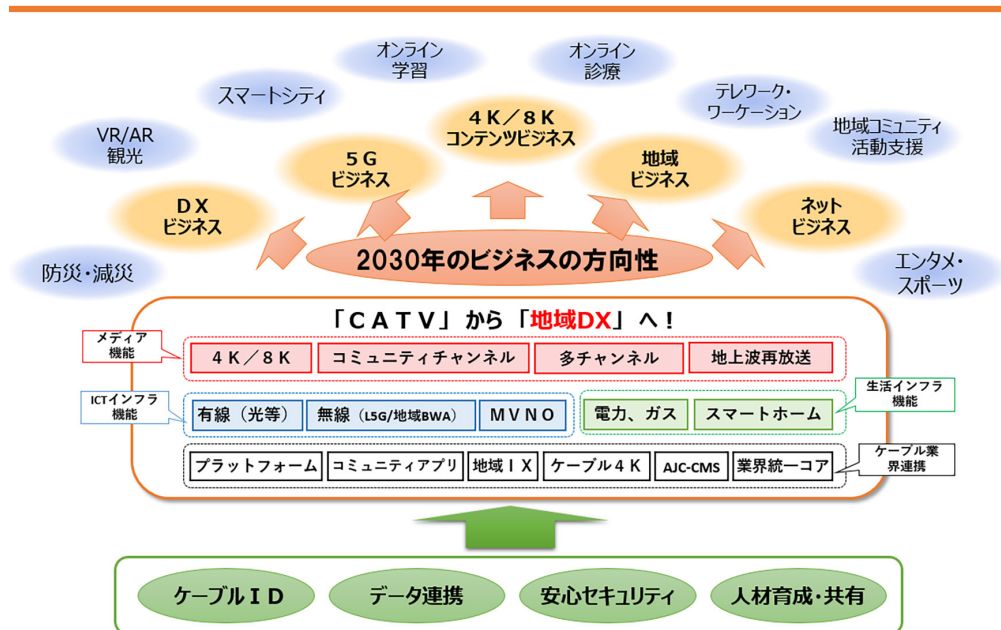 オンライン
学習
オンライン
診療
スマートシティ
4K／8K
コンテンツビジネス
テレワーク・
ワーケーション
VR/AR
観光
5G
ビジネス
地域
ビジネス
地域コミュニティ
活動支援
DX
ビジネス
ネット
ビジネス
防災・減災
2030年のビジネスの方向性
エンタメ・
スポーツ
「CATV」から「地域DX」へ！
メディア
機能
4K／8K
コミュニティチャンネル
多チャンネル
地上波再放送
ICTインフラ
機能
有線（光等）
無線（L5G/地域BWA）
MVNO
電力、ガス
スマートホーム
生活インフラ
機能
プラットフォーム
コミュニティアプリ
地域IX
ケーブル4K
AJC-CMS
業界統一コア
ケーブル業
界連携
ケーブルID
データ連携
安心セキュリティ
人材育成・共有